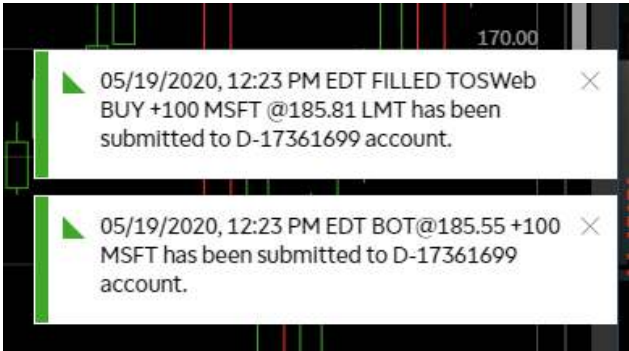 170.00
05/19/2020, 12:23 PM EDT FILLED TOSWeb
BUY +100 MSFT @185.81 LMT has been
submitted to D-17361699 account.
05/19/2020, 12:23 PM EDT BOT@185.55 +100
MSFT has been submitted to D-17361699
account.